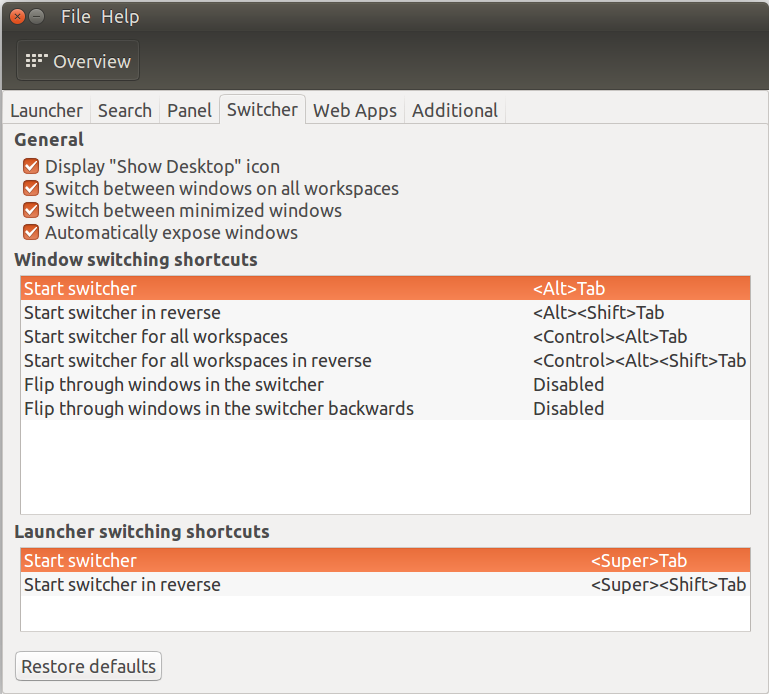 File Help
Overview
Launcher Search Panel Switcher Web Apps Additional
General
Display "Show Desktop" icon
Switch between windows on all workspaces
Switch between minimized windows
Automatically expose windows
Window switching shortcuts
Start switcher <Alt>Tab
Start switcher in reverse <Alt><Shift>Tab
Start switcher for all workspaces <Control><Alt>Tab
Start switcher for all workspaces in reverse <Control><Alt><Shift>Tab
Flip through windows in the switcher Disabled
Flip through windows in the switcher backwards Disabled
Launcher switching shortcuts
Start switcher <Super>Tab
Start switcher in reverse <Super><Shift>Tab
Restore defaults